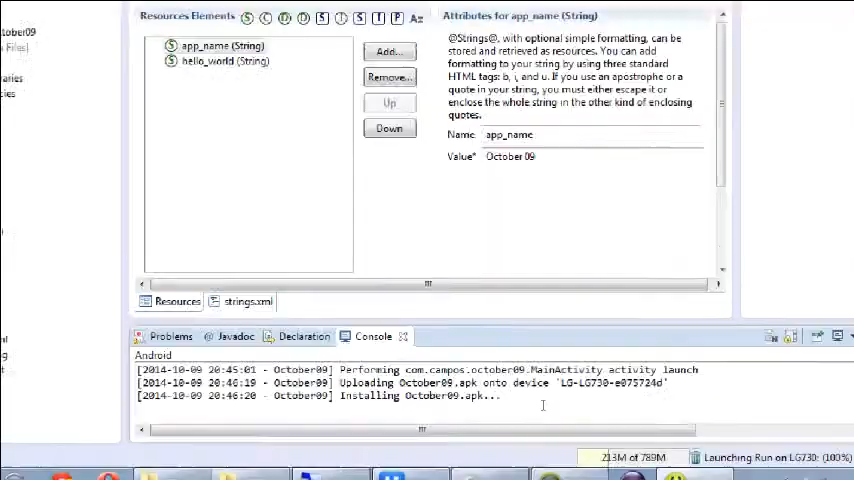 Resources Elements S C D D S I S I P Az
Attributes for app_name (String)
tober09
a Files]
raries
cies
S app_name (String)
S hello_world (String)
Add...
Remove...
Up
Down
@Strings@, with optional simple formatting, can be
stored and retrieved as resources. You can add
formatting to your string by using three standard
HTML tags: b, i, and u. If you use an apostrophe or a
quote in your string, you must either escape it or
enclose the whole string in the other kind of enclosing
quotes.
Name app_name
Value* October09
Resources strings.xml
Problems @ Javadoc Declaration Console
Android
[2014-10-09 20:45:01 - October09] Performing com.campos.october09.MainActivity activity launch
[2014-10-09 20:46:19 - October09] Uploading October09.apk onto device 'LG-LG730-e075724d'
[2014-10-09 20:46:20 - October09] Installing October09.apk...
213M of 789M Launching Run on LG730: (100%)